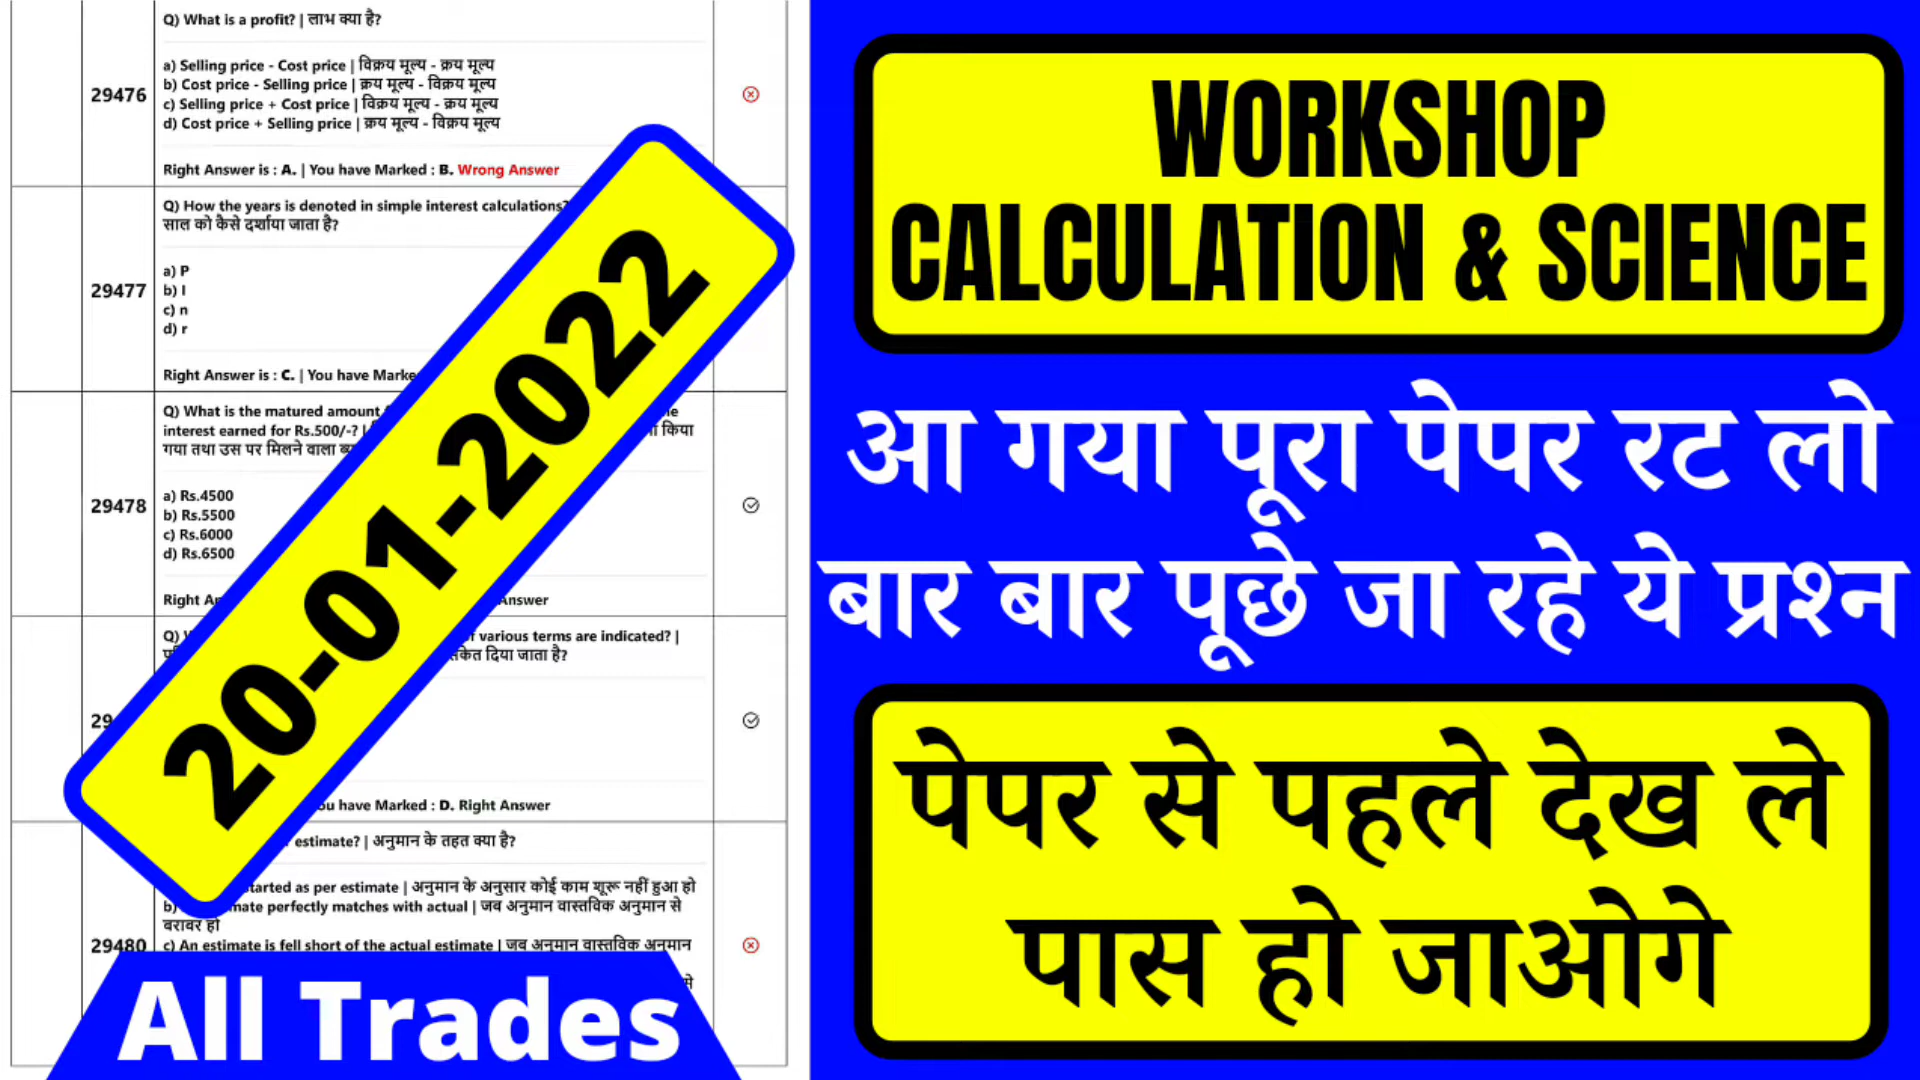 Q) What is a profit? | लाभ क्या है?
a) Selling price - Cost price | विक्रय मूल्य - क्रय मूल्य
b) Cost price - Selling price | क्रय मूल्य - विक्रय मूल्य
29476
c) Selling price + Cost price | विक्रय मूल्य - क्रय मूल्य
d) Cost price + Selling price | क्रय मूल्य - विक्रय मूल्य
Right Answer is : A. | You have Marked : B. Wrong Answer
Q) How the years is denoted in simple interest calculations?
साल को कैसे दर्शाया जाता है?
a) P
29477
b) I
c) n
d) r
Right Answer is : C. | You have Marke
Q) What is the matured amount
interest earned for Rs.500/-? | किया
गया तथा उस पर मिलने वाला
a) Rs.4500
29478
b) Rs.5500
c) Rs.6000
d) Rs.6500
Right Answer
Q) various terms are indicated? |
संकेत दिया जाता है?
29
ou have Marked : D. Right Answer
estimate? | अनुमान के तहत क्या है?
tarted as per estimate | अनुमान के अनुसार कोई काम शुरू नहीं हुआ हो
b) mate perfectly matches with actual | जब अनुमान वास्तविक अनुमान से
बराबर हो
29480
c) An estimate is fell short of the actual estimate | जब अनुमान वास्तविक अनुमान
से
20-01-2022
All Trades
WORKSHOP
CALCULATION & SCIENCE
आ गया पूरा पेपर रट लो
बार बार पूछे जा रहे ये प्रश्न
पेपर से पहले देख ले
पास हो जाओगे